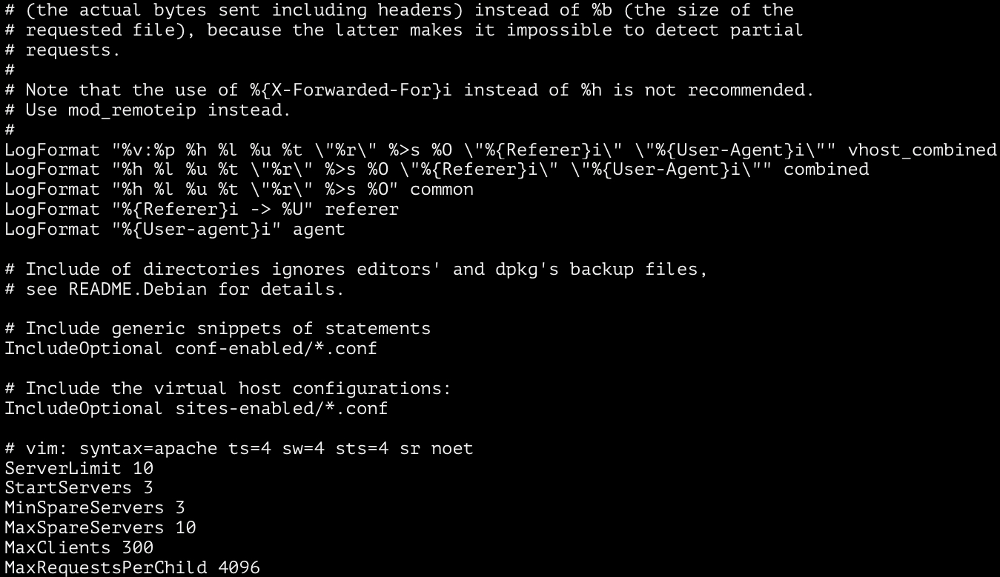 # (the actual bytes sent including headers) instead of %b (the size of the
# requested file), because the latter makes it impossible to detect partial
# requests.
#
# Note that the use of %{X-Forwarded-For}i instead of %h is not recommended.
# Use mod_remoteip instead.
#
LogFormat "%v:%p %h %l %u %t \"%r\" %>s %O \"%{Referer}i\" \"%{User-Agent}i\"" vhost_combined
LogFormat "%h %l %u %t \"%r\" %>s %O \"%{Referer}i\" \"%{User-Agent}i\"" combined
LogFormat "%h %l %u %t \"%r\" %>s %O" common
LogFormat "%{Referer}i -> %U" referer
LogFormat "%{User-agent}i" agent

# Include of directories ignores editors' and dpkg's backup files,
# see README.Debian for details.

# Include generic snippets of statements
IncludeOptional conf-enabled/*.conf

# Include the virtual host configurations:
IncludeOptional sites-enabled/*.conf

# vim: syntax=apache ts=4 sw=4 sts=4 sr noet
ServerLimit 10
StartServers 3
MinSpareServers 3
MaxSpareServers 10
MaxClients 300
MaxRequestsPerChild 4096